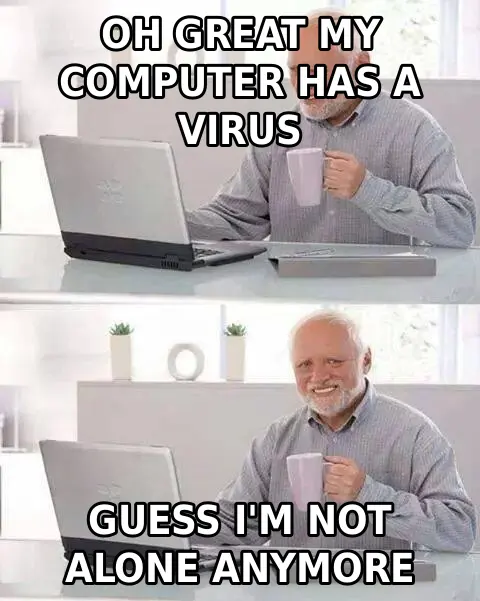 OH GREAT MY
COMPUTER HAS A
VIRUS
GUESS I'M NOT
ALONE ANYMORE